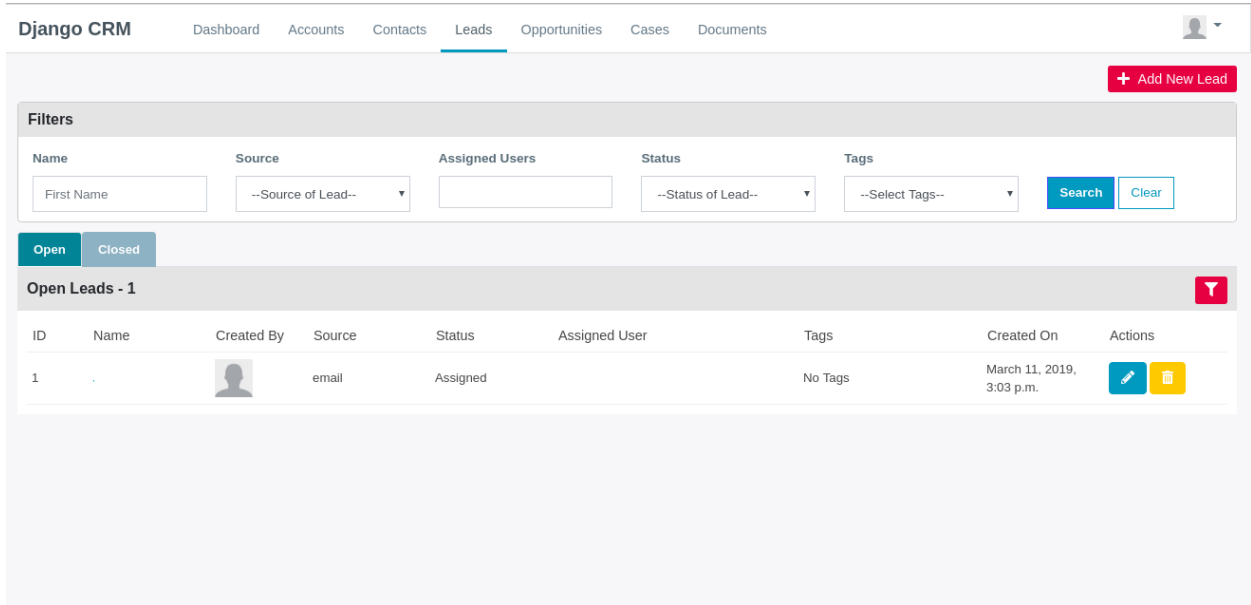 Django CRM Dashboard Accounts Contacts Leads Opportunities Cases Documents
Add New Lead
Filters
Name Source Assigned Users Status Tags
First Name --Source of Lead-- --Status of Lead-- --Select Tags-- Search Clear
Open Closed
Open Leads - 1
ID Name Created By Source Status Assigned User Tags Created On Actions
1 . email Assigned No Tags March 11, 2019,
3:03 p.m.